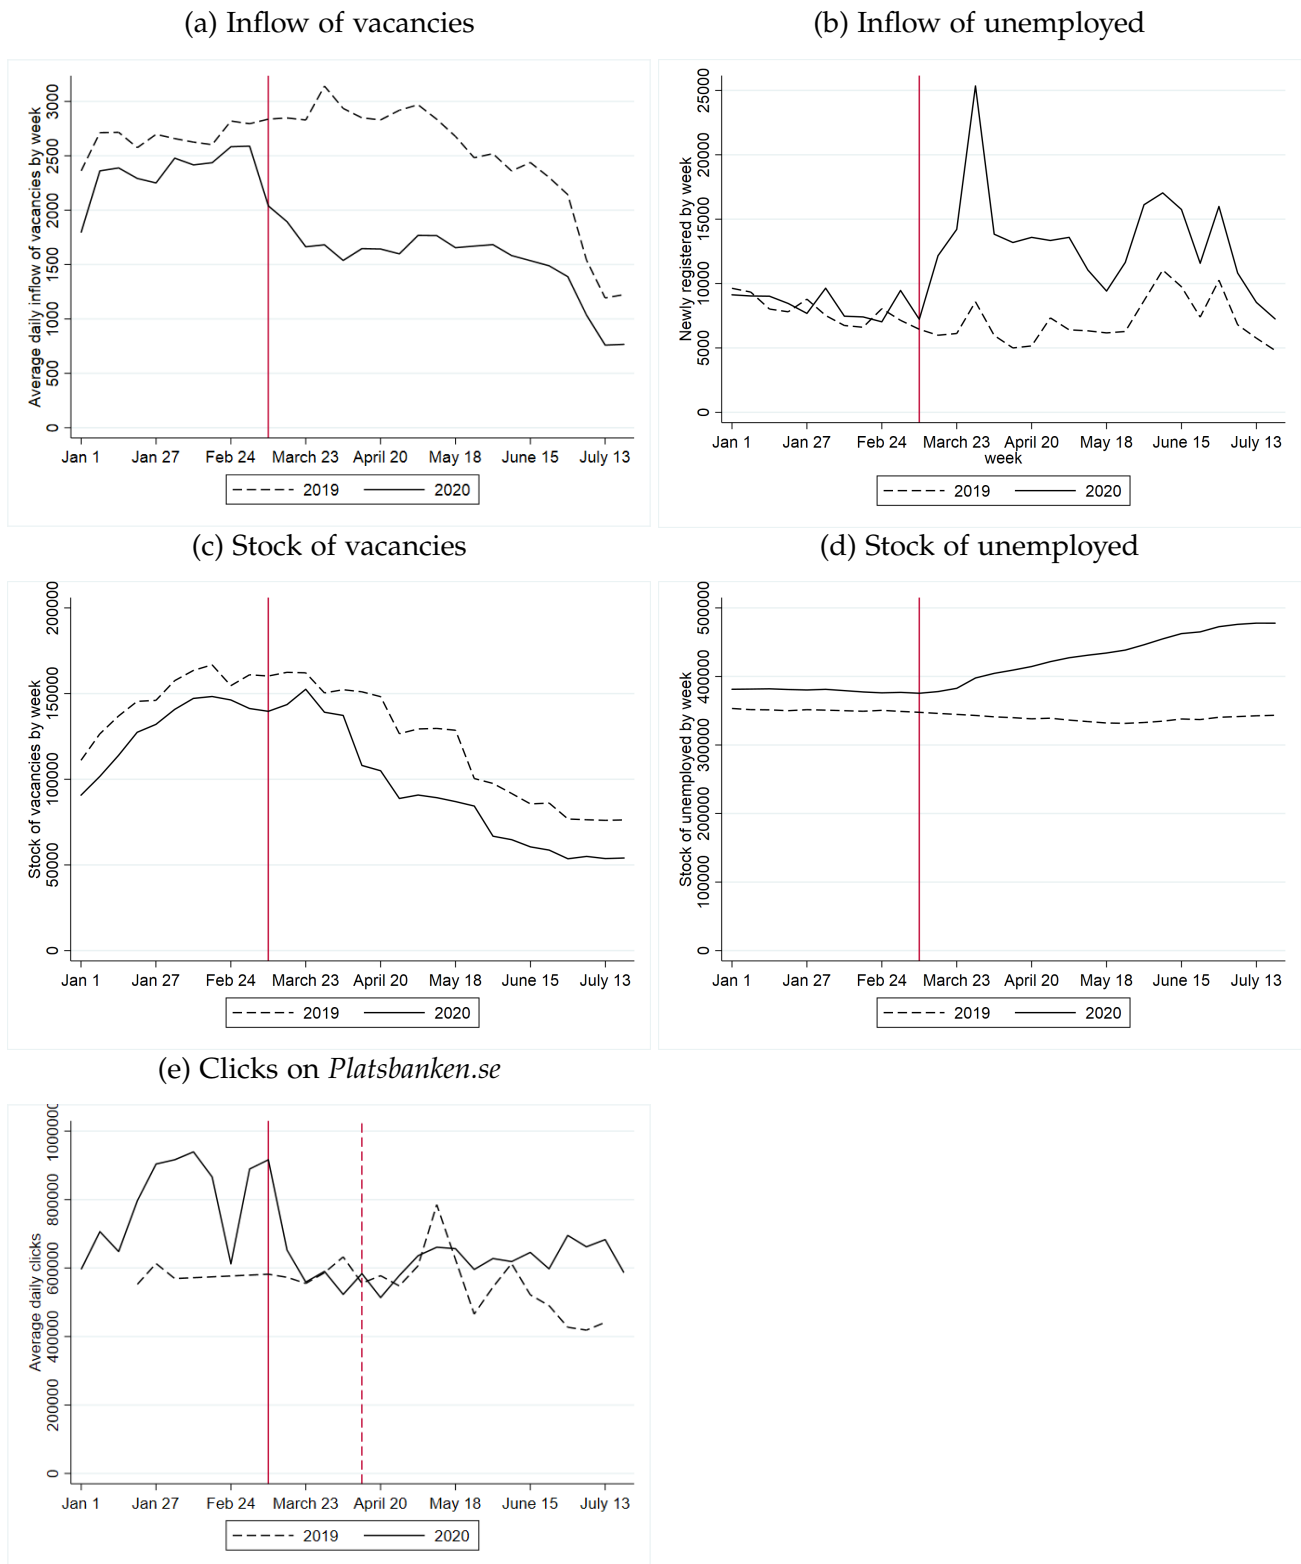 (a) Inflow of vacancies
Average daily inflow of vacancies by week
3000
2500
2000
1500
1000
500
0
Jan 1 Jan 27 Feb 24 March 23 April 20 May 18 June 15 July 13
2019 2020
(b) Inflow of unemployed
Newly registered by week
25000
20000
15000
10000
5000
0
Jan 1 Jan 27 Feb 24 March 23 April 20 May 18 June 15 July 13
week
2019 2020
(c) Stock of vacancies
Stock of vacancies by week
200000
150000
100000
50000
0
Jan 1 Jan 27 Feb 24 March 23 April 20 May 18 June 15 July 13
2019 2020
(d) Stock of unemployed
Stock of unemployed by week
500000
400000
300000
200000
100000
0
Jan 1 Jan 27 Feb 24 March 23 April 20 May 18 June 15 July 13
2019 2020
(e) Clicks on Platsbanken.se
Average daily clicks
1000000
800000
600000
400000
200000
0
Jan 1 Jan 27 Feb 24 March 23 April 20 May 18 June 15 July 13
2019 2020